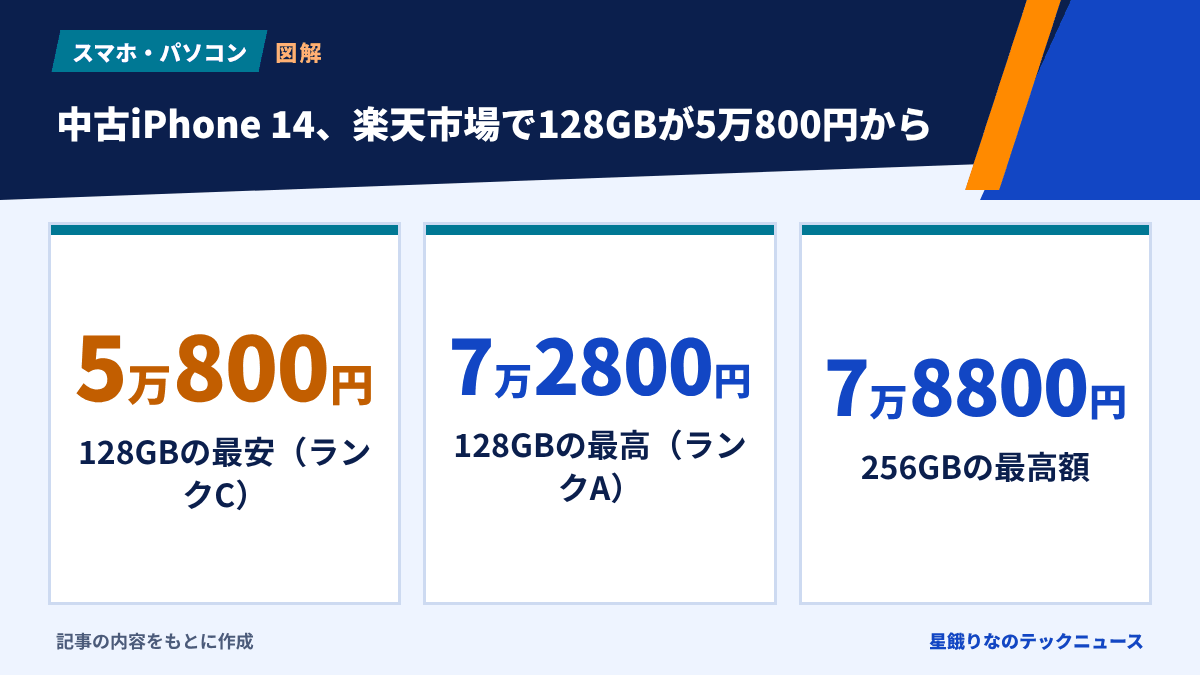 スマホ・パソコン 図解
中古iPhone 14、楽天市場で128GBが5万800円から
5万800円
128GBの最安（ラン
クC）
7万2800円
128GBの最高（ラン
クA）
7万8800円
256GBの最高額
記事の内容をもとに作成
星餓りなのテックニュース